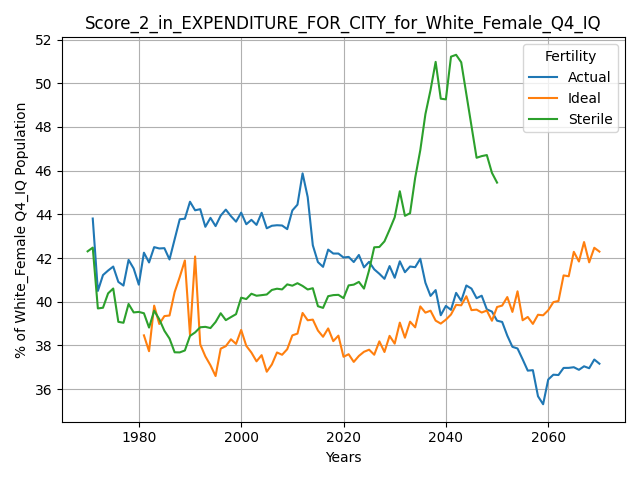 Score_2_in_EXPENDITURE_FOR_CITY_for_White_Female_Q4_IQ
% of White_Female Q4_IQ Population
52
50
48
46
44
42
40
38
36
Fertility
Actual
Ideal
Sterile
1980
2000
2020
2040
2060
Years